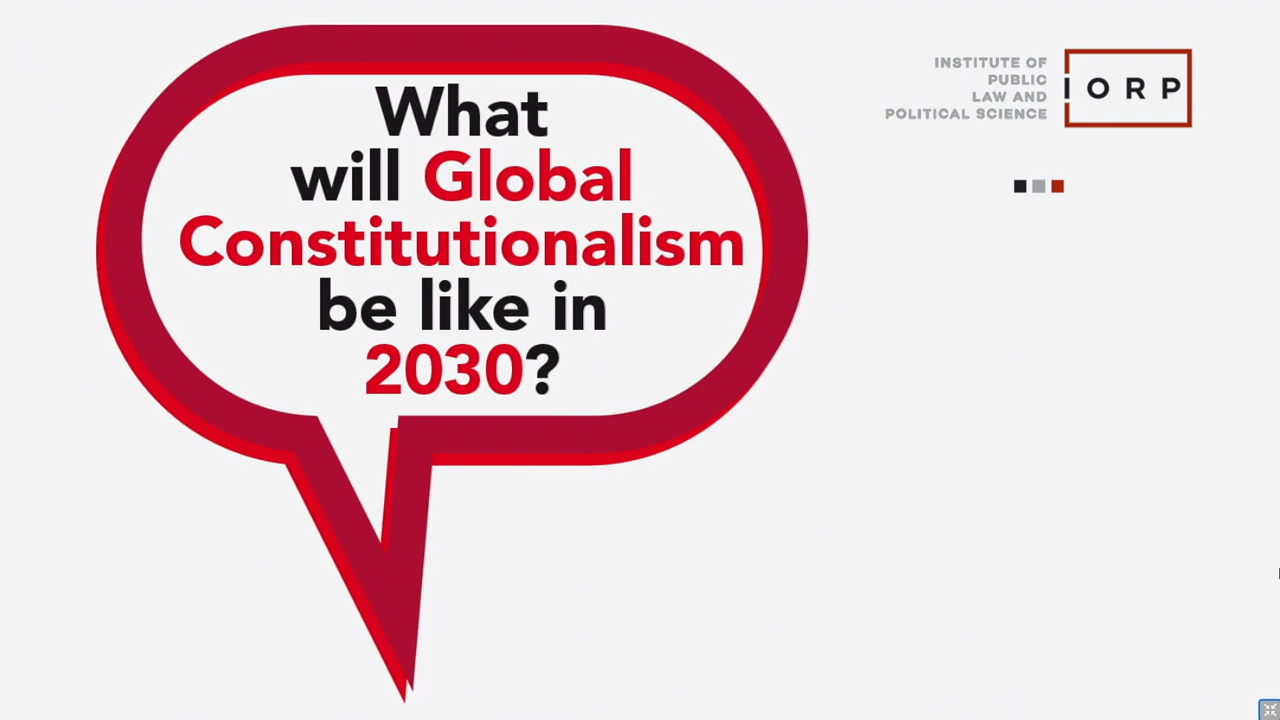 What
will Global
Constitutionalism
be like in
2030?
INSTITUTE OF
PUBLIC
LAW AND
POLITICAL SCIENCE
IORP